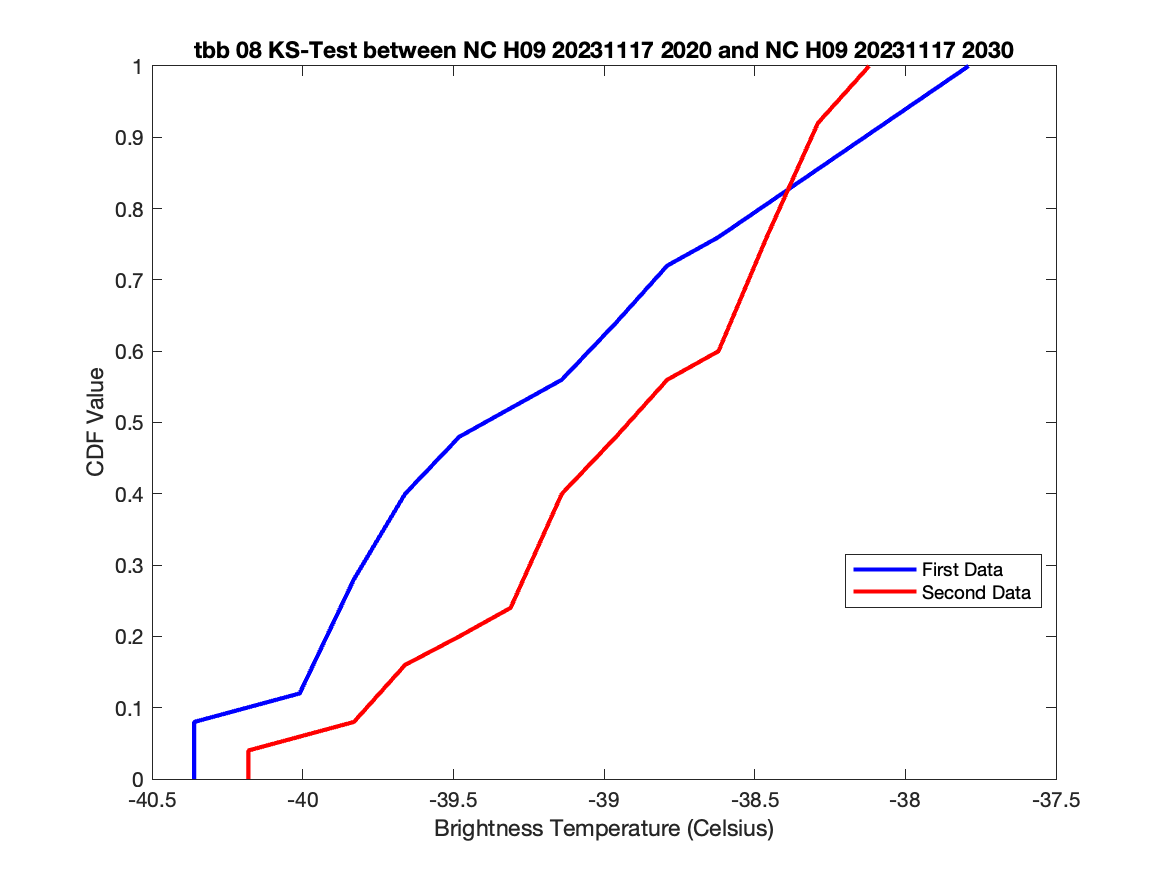 tbb 08 KS-Test between NC H09 20231117 2020 and NC H09 20231117 2030
1
0.9
0.8
0.7
0.6
0.5
0.4
0.3
0.2
0.1
0
CDF Value
First Data
Second Data
-40.5 -40 -39.5 -39 -38.5 -38 -37.5
Brightness Temperature (Celsius)